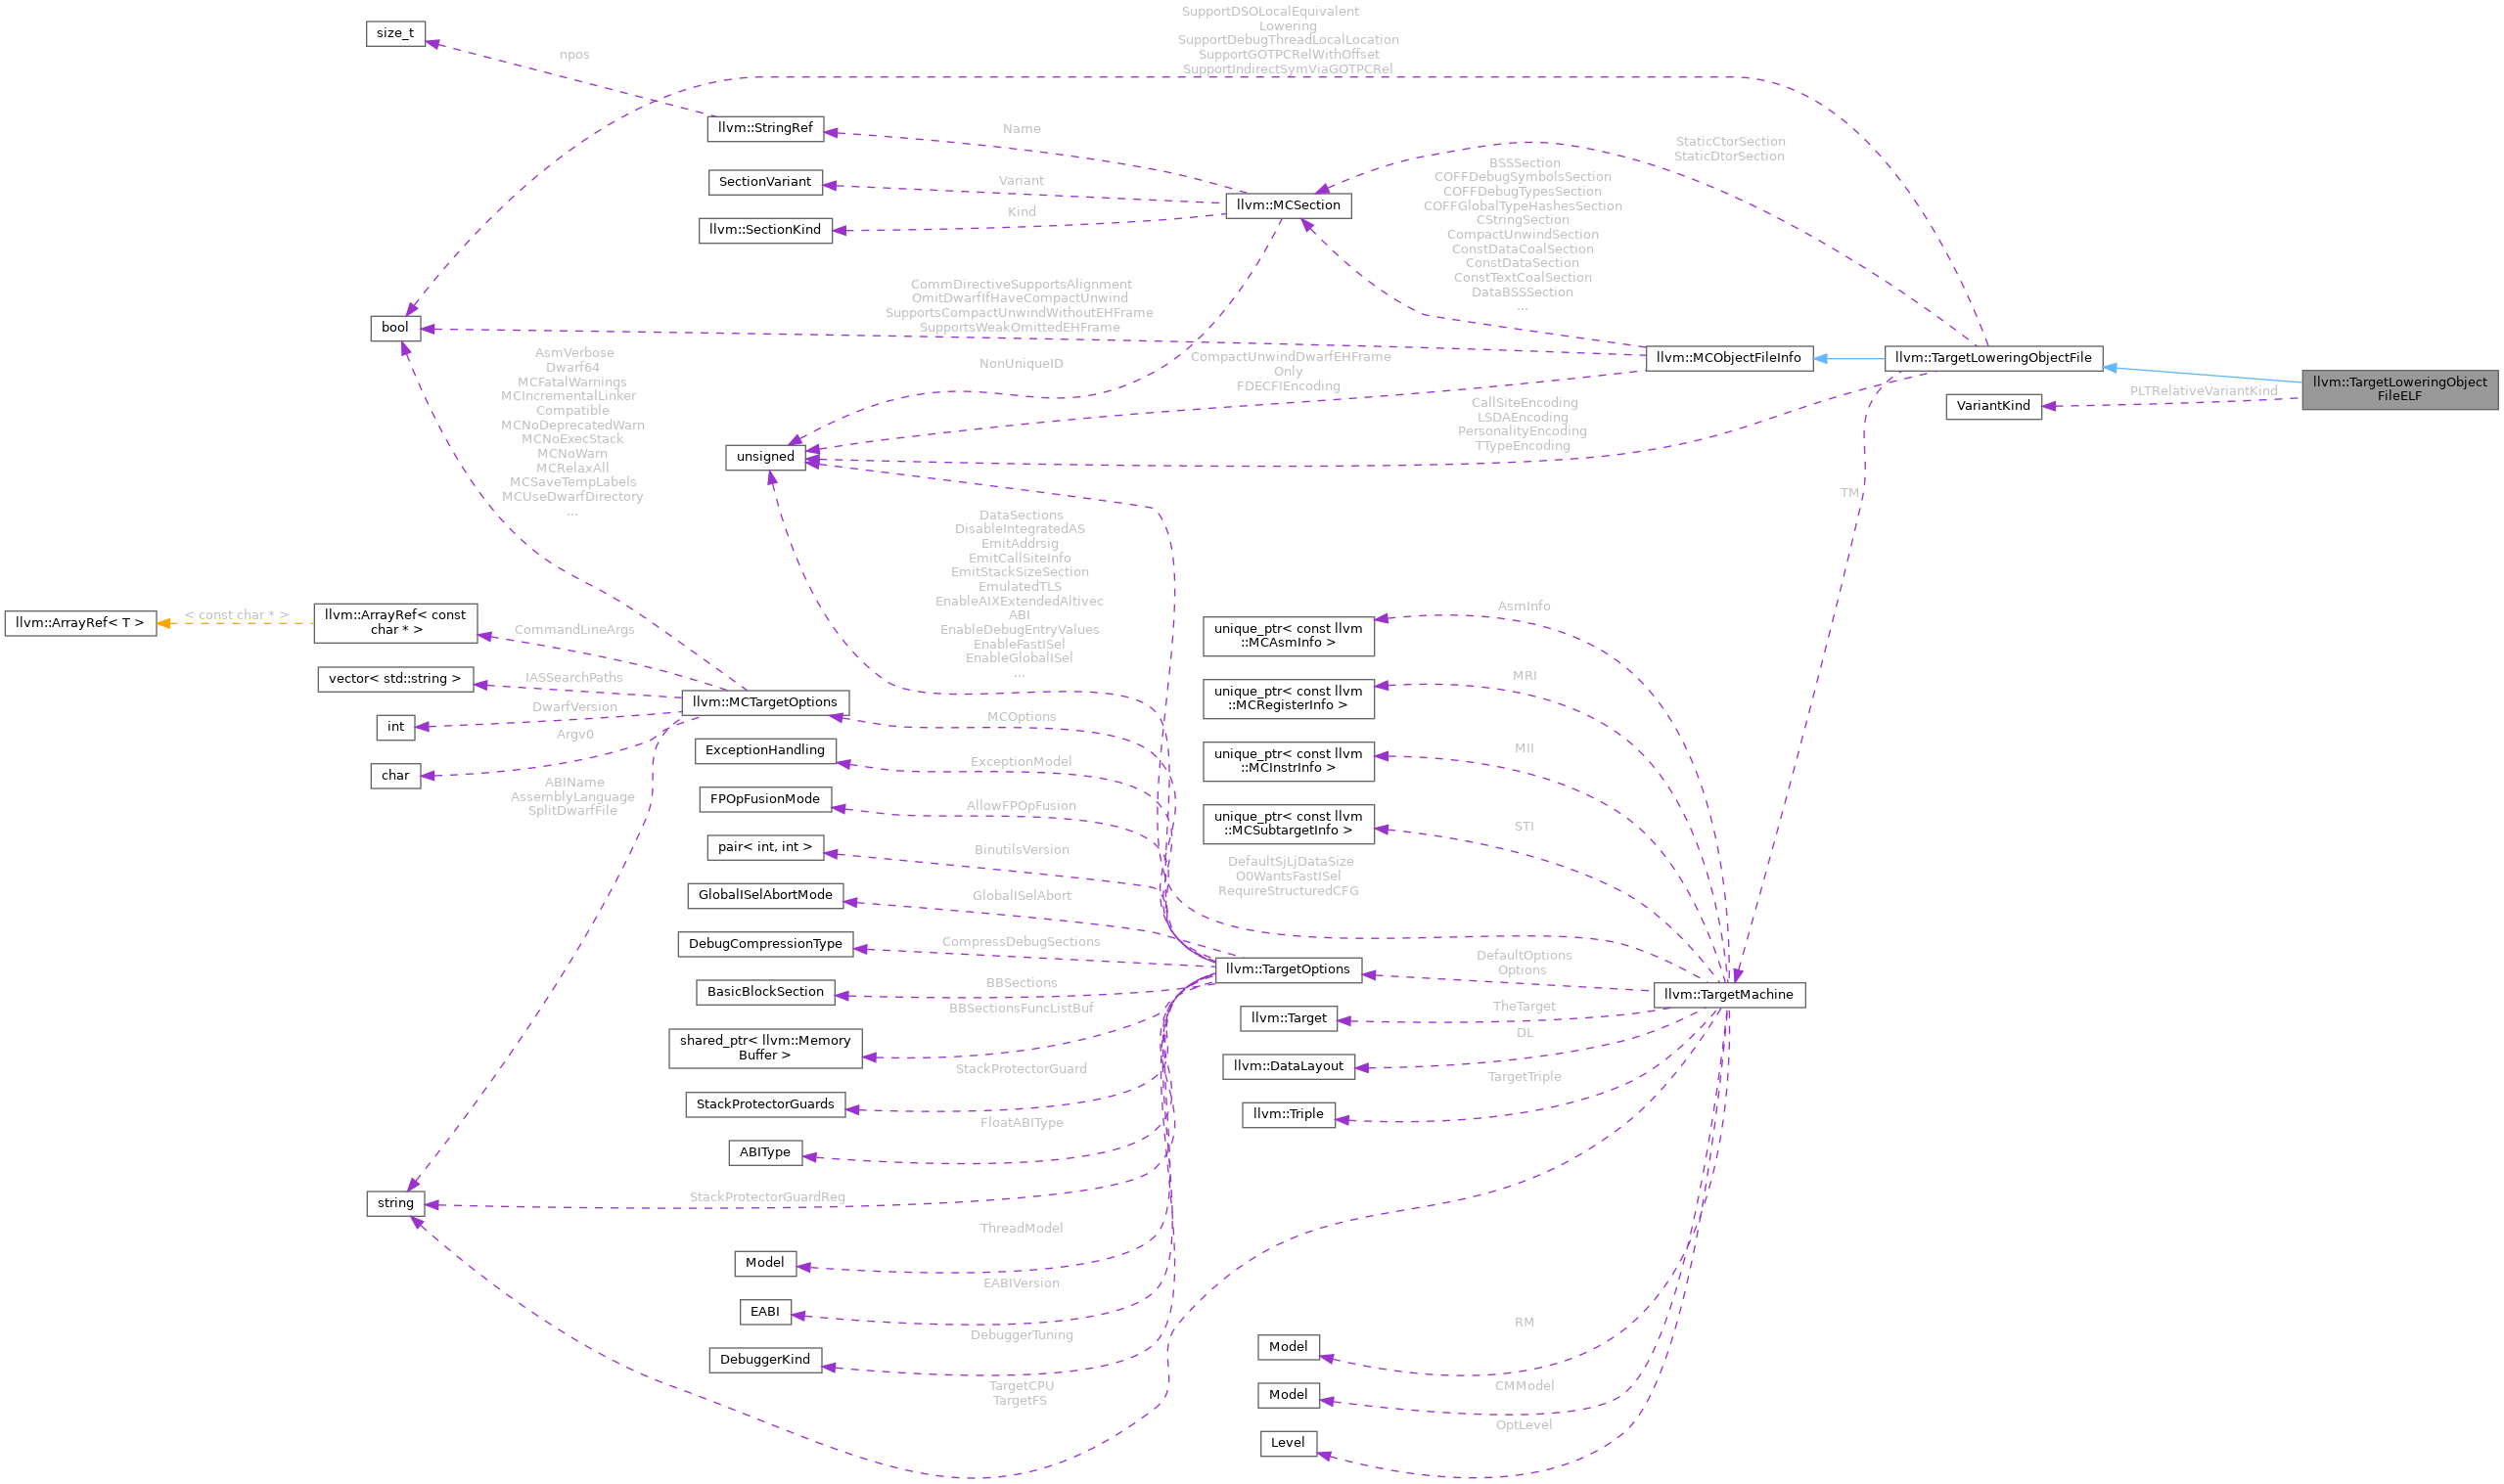 SupportDSOLocalEquivalent
Lowering
SupportDebugThreadLocalLocation
SupportGOTPCRelWithOffset
SupportIndirectSymViaGOTPCRel
size_t
npos
llvm::StringRef
Name
SectionVariant
Variant
llvm::SectionKind
Kind
llvm::MCSection
StaticCtorSection
StaticDtorSection
BSSSection
COFFDebugSymbolsSection
COFFDebugTypesSection
COFFGlobalTypeHashesSection
CStringSection
CompactUnwindSection
ConstDataCoalSection
ConstDataSection
ConstTextCoalSection
DataBSSSection
...
CommDirectiveSupportsAlignment
OmitDwarfIfHaveCompactUnwind
SupportsCompactUnwindWithoutEHFrame
SupportsWeakOmittedEHFrame
bool
NonUniqueID
CompactUnwindDwarfEHFrame
Only
FDECFIEncoding
llvm::MCObjectFileInfo
llvm::TargetLoweringObjectFile
llvm::TargetLoweringObject
FileELF
PLTRelativeVariantKind
VariantKind
CallSiteEncoding
LSDAEncoding
PersonalityEncoding
TTypeEncoding
unsigned
AsmVerbose
Dwarf64
MCFatalWarnings
MCIncrementalLinker
Compatible
MCNoDeprecatedWarn
MCNoExecStack
MCNoWarn
MCRelaxAll
MCSaveTempLabels
MCUseDwarfDirectory
...
TM
DataSections
DisableIntegratedAS
EmitAddrsig
EmitCallSiteInfo
EmitStackSizeSection
EmulatedTLS
EnableAIXExtendedAltivec
ABI
EnableDebugEntryValues
EnableFastISel
EnableGlobalISel
...
llvm::ArrayRef< T >
< const char * >
llvm::ArrayRef< const
char * >
CommandLineArgs
vector< std::string >
IASSearchPaths
int
DwarfVersion
char
Argv0
ABIName
AssemblyLanguage
SplitDwarfFile
llvm::MCTargetOptions
MCOptions
unique_ptr< const llvm
::MCAsmInfo >
AsmInfo
unique_ptr< const llvm
::MCRegisterInfo >
MRI
unique_ptr< const llvm
::MCInstrInfo >
MII
unique_ptr< const llvm
::MCSubtargetInfo >
STI
ExceptionHandling
ExceptionModel
FPOpFusionMode
AllowFPOpFusion
pair< int, int >
BinutilsVersion
GlobalISelAbortMode
GlobalISelAbort
DefaultSjLjDataSize
O0WantsFastISel
RequireStructuredCFG
DebugCompressionType
CompressDebugSections
BasicBlockSection
BBSections
BBSectionsFuncListBuf
shared_ptr< llvm::Memory
Buffer >
llvm::TargetOptions
DefaultOptions
Options
llvm::TargetMachine
llvm::Target
TheTarget
llvm::DataLayout
DL
llvm::Triple
TargetTriple
StackProtectorGuards
StackProtectorGuard
ABIType
FloatABIType
string
StackProtectorGuardReg
Model
ThreadModel
EABI
EABIVersion
DebuggerKind
DebuggerTuning
TargetCPU
TargetFS
Model
RM
Model
CMModel
Level
OptLevel